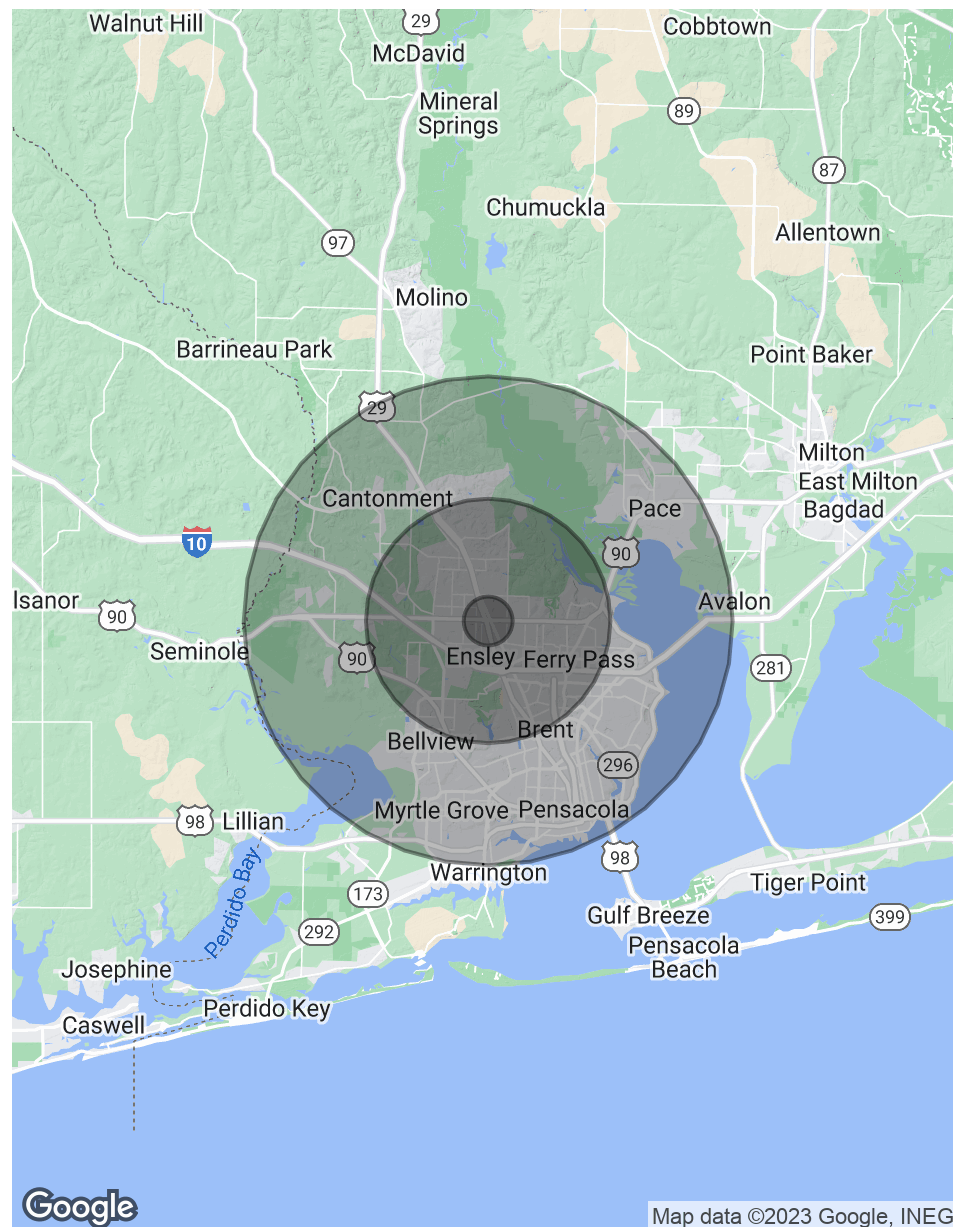 29
Walnut Hill
Cobbtown
McDavid
Mineral
Springs
89
87
Chumuckla
Allentown
97
Molino
Barrineau Park
Point Baker
29
Milton
East Milton
Cantonment
Pace
Bagdad
10
90
lsanor
90
Avalon
Seminole
90
Ensley
Ferry Pass
281
Brent
Bellview
296
98
Lillian
Myrtle Grove
Pensacola
98
Warrington
Tiger Point
173
Perdido Bay
Gulf Breeze
399
292
Pensacola
Beach
Josephine
Perdido Key
Caswell
Google
Map data ©2023 Google, INEG